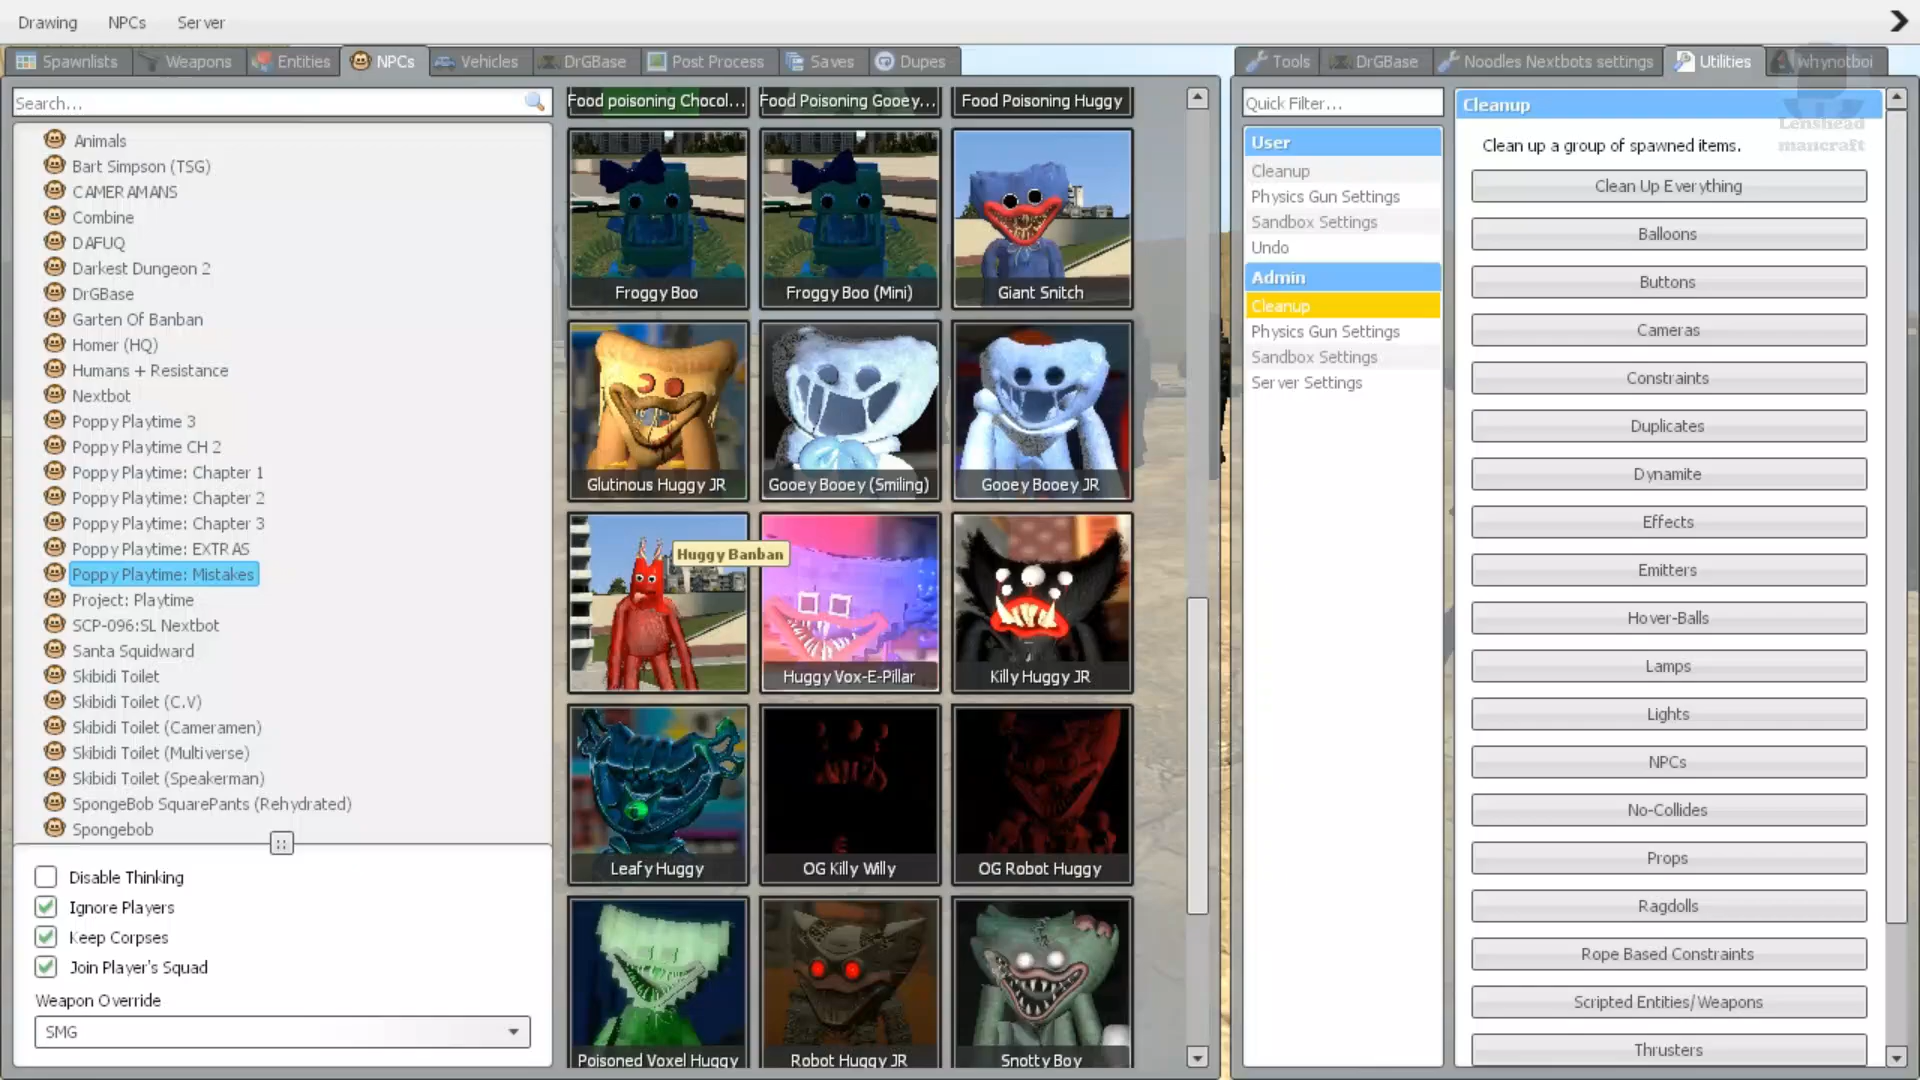 Drawing NPCs Server
Spawnlists Weapons Entities NPCs Vehicles DrGBase Post Process Saves Dupes
Tools DrGBase Noodles Nextbots settings Utilities whynotboi
Search...
Animals
Bart Simpson (TSG)
CAMERAMANS
Combine
DAFUQ
Darkest Dungeon 2
DrGBase
Garten Of Banban
Homer (HQ)
Humans + Resistance
Nextbot
Poppy Playtime 3
Poppy Playtime CH 2
Poppy Playtime: Chapter 1
Poppy Playtime: Chapter 2
Poppy Playtime: Chapter 3
Poppy Playtime: EXTRAS
Poppy Playtime: Mistakes
Project: Playtime
SCP-096:SL Nextbot
Santa Squidward
Skibidi Toilet
Skibidi Toilet (C.V)
Skibidi Toilet (Cameramen)
Skibidi Toilet (Multiverse)
Skibidi Toilet (Speakerman)
SpongeBob SquarePants (Rehydrated)
Spongebob
Disable Thinking
Ignore Players
Keep Corpses
Join Player's Squad
Weapon Override
SMG
Food poisoning Chocol... Food Poisoning Gooey... Food Poisoning Huggy
Froggy Boo Froggy Boo (Mini) Giant Snitch
Glutinous Huggy JR Gooey Booey (Smiling) Gooey Booey JR
Huggy Banban
Huggy Vox-E-Pillar Killy Huggy JR
Leafy Huggy OG Killy Willy OG Robot Huggy
Poisoned Voxel Huggy Robot Huggy JR Snotty Boy
Quick Filter...
User
Cleanup
Physics Gun Settings
Sandbox Settings
Undo
Admin
Cleanup
Physics Gun Settings
Sandbox Settings
Server Settings
Cleanup
Lenshead
mancraft
Clean up a group of spawned items.
Clean Up Everything
Balloons
Buttons
Cameras
Constraints
Duplicates
Dynamite
Effects
Emitters
Hover-Balls
Lamps
Lights
NPCs
No-Collides
Props
Ragdolls
Rope Based Constraints
Scripted Entities/Weapons
Thrusters